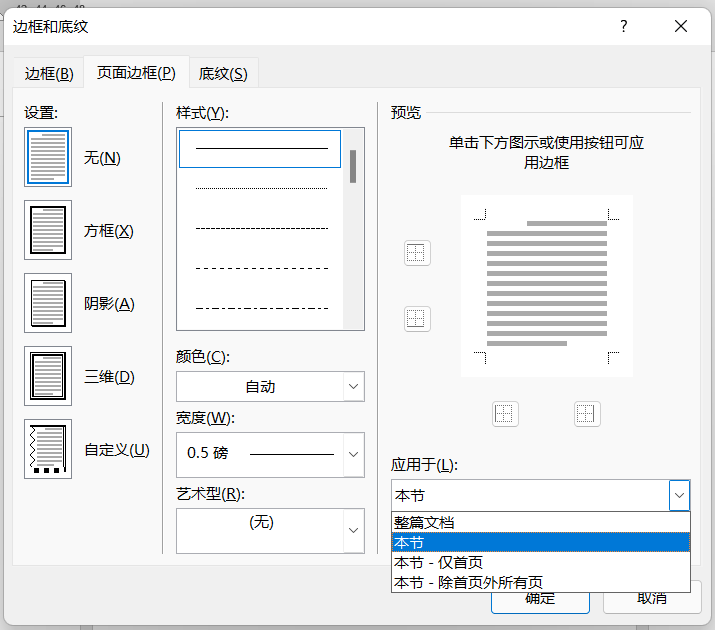 边框和底纹
?
边框(B)
页面边框(P)
底纹(S)
设置:
无(N)
方框(X)
阴影(A)
三维(D)
自定义(U)
样式(Y):
颜色(C):
自动
宽度(W):
0.5 磅
艺术型(R):
(无)
预览
单击下方图示或使用按钮可应
用边框
应用于(L):
本节
整篇文档
本节
本节 - 仅首页
本节 - 除首页外所有页
确定
取消